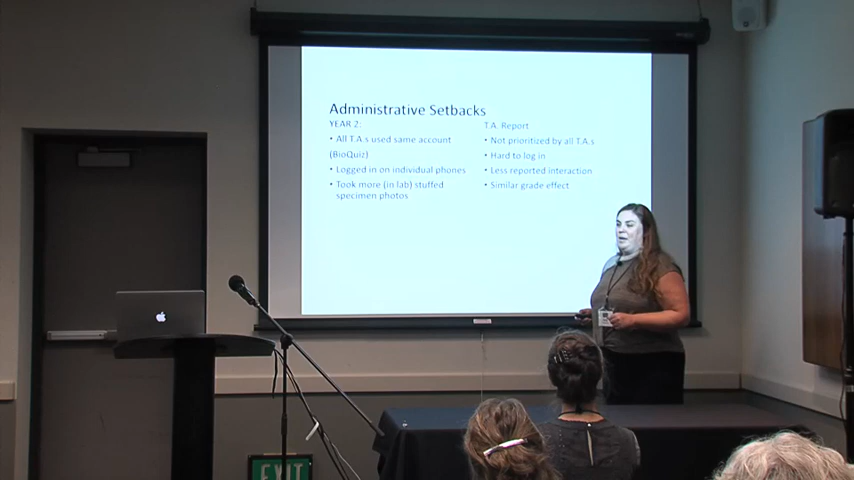 Administrative Setbacks
YEAR 2:
• All T.A.s used same account
(BioQuiz)
• Logged in on individual phones
• Took more (in lab) stuffed
specimen photos
T.A. Report
• Not prioritized by all T.A.s
• Hard to log in
• Less reported interaction
• Similar grade effect
EXIT